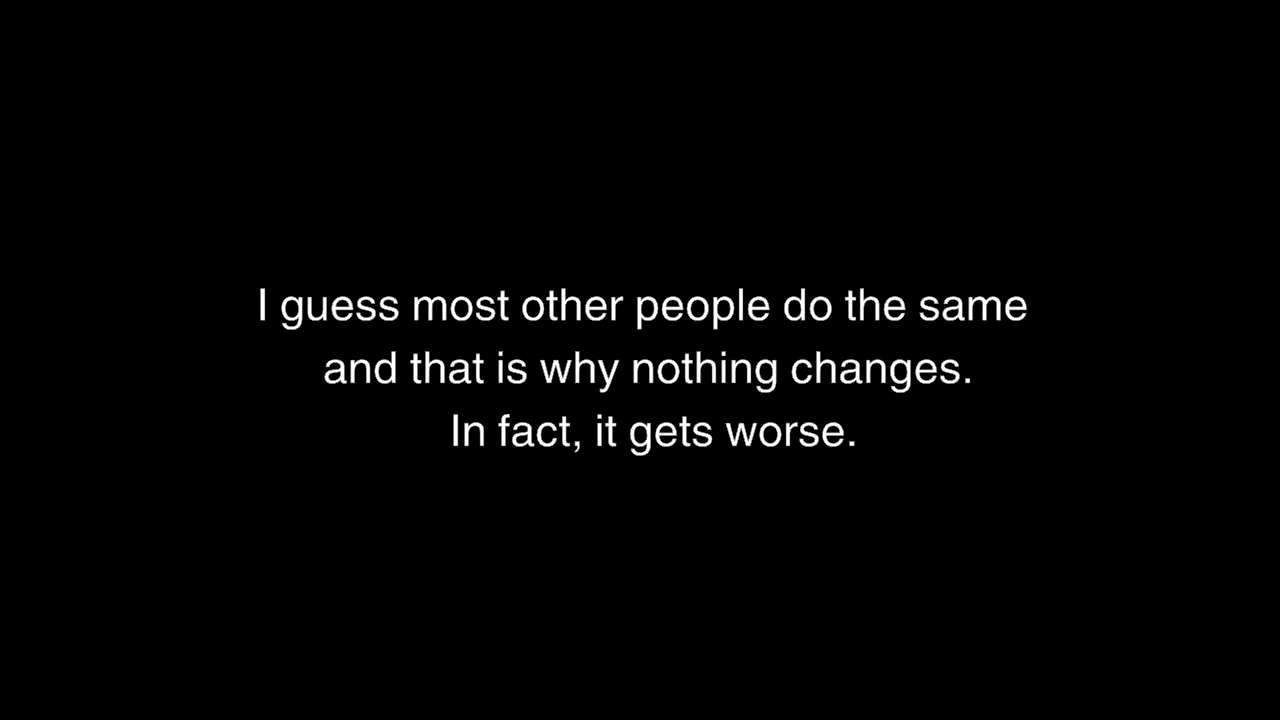 I guess most other people do the same
and that is why nothing changes.
In fact, it gets worse.